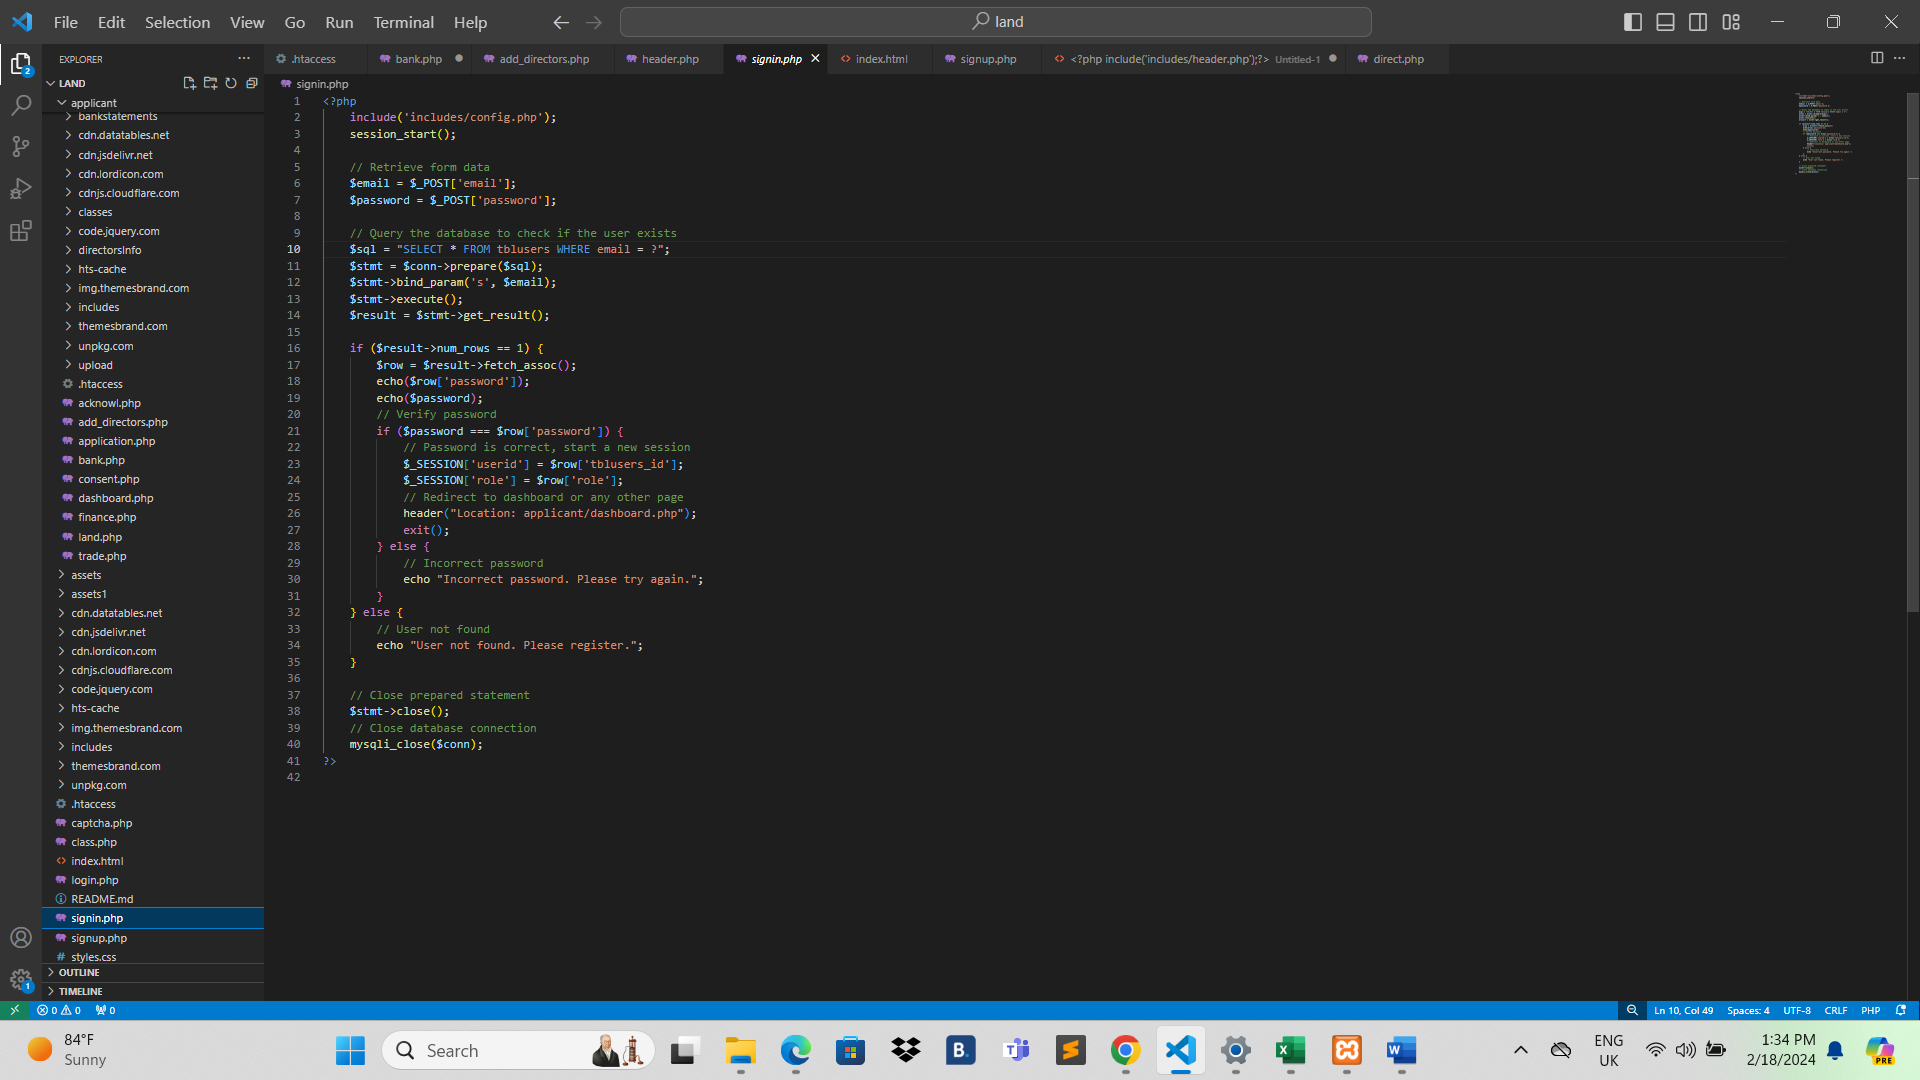 File Edit Selection View Go Run Terminal Help
land
EXPLORER
.htaccess
bank.php
add_directors.php
header.php
signin.php
index.html
signup.php
<?php include('includes/header.php');?> Untitled-1
direct.php
LAND
applicant
bankstatements
cdn.datatables.net
cdn.jsdelivr.net
cdn.lordicon.com
cdnjs.cloudflare.com
classes
code.jquery.com
directorsInfo
hts-cache
img.themesbrand.com
includes
themesbrand.com
unpkg.com
upload
.htaccess
acknowl.php
add_directors.php
application.php
bank.php
consent.php
dashboard.php
finance.php
land.php
trade.php
assets
assets1
cdn.datatables.net
cdn.jsdelivr.net
cdn.lordicon.com
cdnjs.cloudflare.com
code.jquery.com
hts-cache
img.themesbrand.com
includes
themesbrand.com
unpkg.com
.htaccess
captcha.php
class.php
index.html
login.php
README.md
signin.php
signup.php
styles.css
OUTLINE
TIMELINE
signin.php
1 <?php
2 include('includes/config.php');
3 session_start();
4
5 // Retrieve form data
6 $email = $_POST['email'];
7 $password = $_POST['password'];
8
9 // Query the database to check if the user exists
10 $sql = "SELECT * FROM tblusers WHERE email = ?";
11 $stmt = $conn->prepare($sql);
12 $stmt->bind_param('s', $email);
13 $stmt->execute();
14 $result = $stmt->get_result();
15
16 if ($result->num_rows == 1) {
17 $row = $result->fetch_assoc();
18 echo($row['password']);
19 echo($password);
20 // Verify password
21 if ($password === $row['password']) {
22 // Password is correct, start a new session
23 $_SESSION['userid'] = $row['tblusers_id'];
24 $_SESSION['role'] = $row['role'];
25 // Redirect to dashboard or any other page
26 header("Location: applicant/dashboard.php");
27 exit();
28 } else {
29 // Incorrect password
30 echo "Incorrect password. Please try again.";
31 }
32 } else {
33 // User not found
34 echo "User not found. Please register.";
35 }
36
37 // Close prepared statement
38 $stmt->close();
39 // Close database connection
40 mysqli_close($conn);
41 ?>
42
2
1
0 0 0
Ln 10, Col 49 Spaces: 4 UTF-8 CRLF PHP
84°F
Sunny
Search
B.
PRE
ENG
UK
1:34 PM
2/18/2024